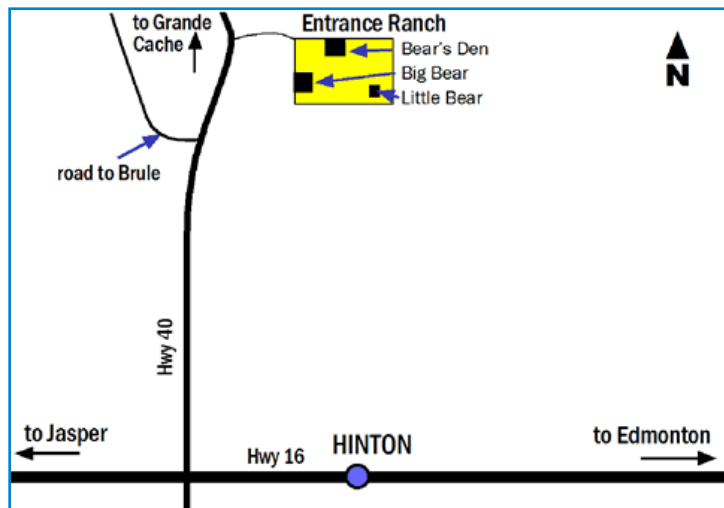 to Grande
Cache
Entrance Ranch
Bear's Den
Big Bear
Little Bear
N
road to Brule
Hwy 40
to Jasper
Hwy 16
HINTON
to Edmonton